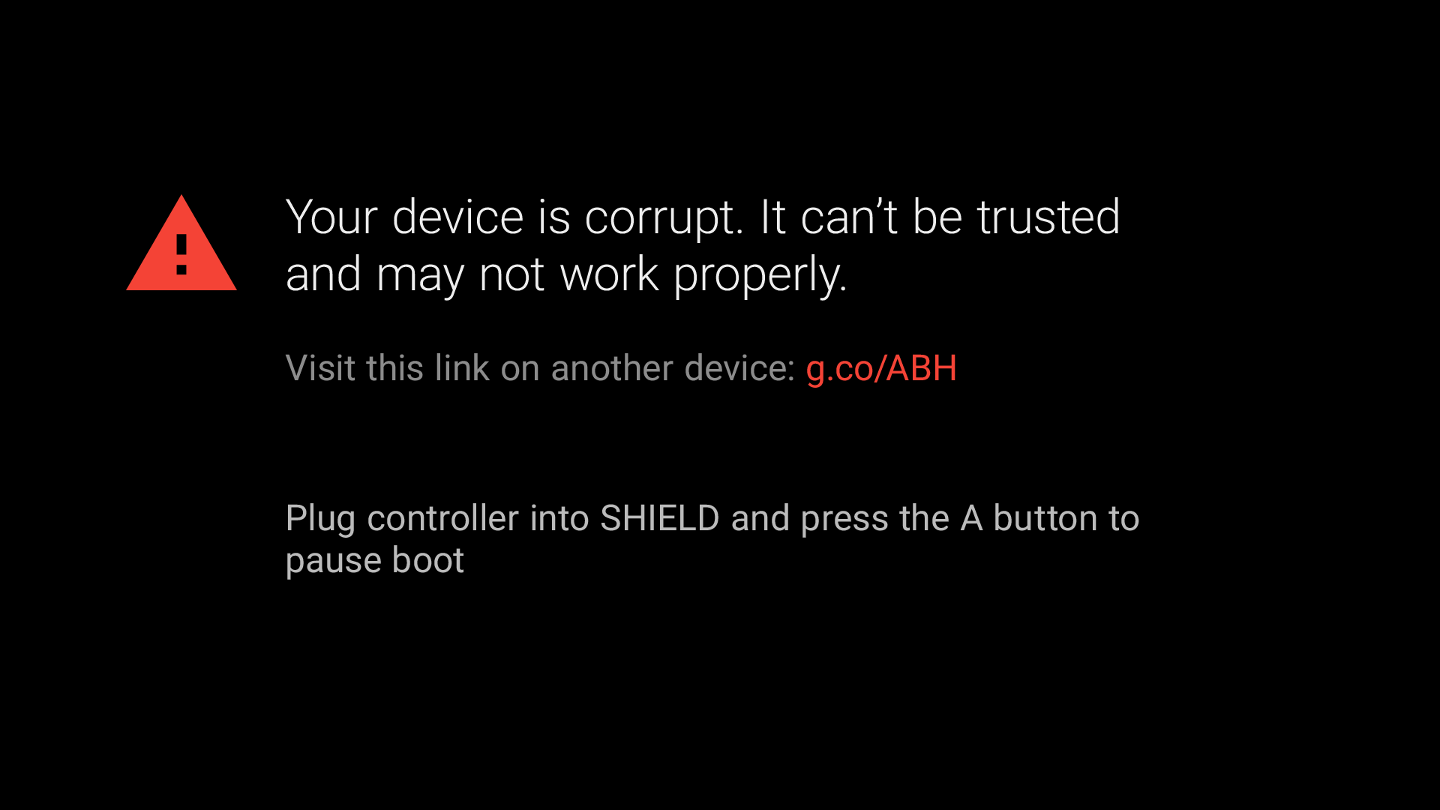 Your device is corrupt. It can’t be trusted
and may not work properly.
Visit this link on another device: g.co/ABH
Plug controller into SHIELD and press the A button to
pause boot